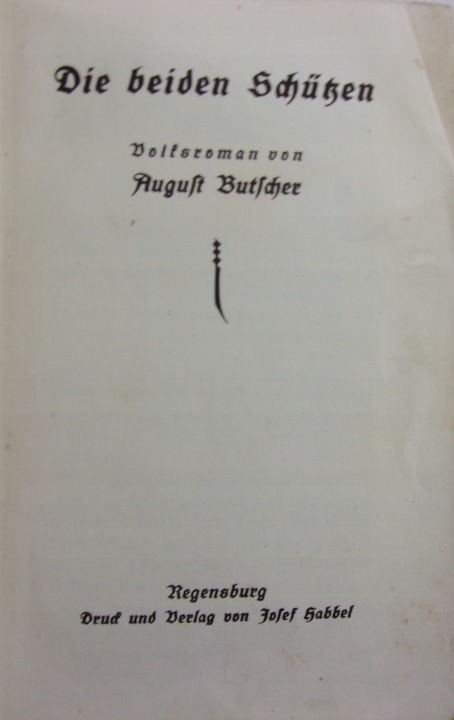 Die beiden Schützen
Volksroman von
August Butscher
Regensburg
Druck und Verlag von Josef Habbel